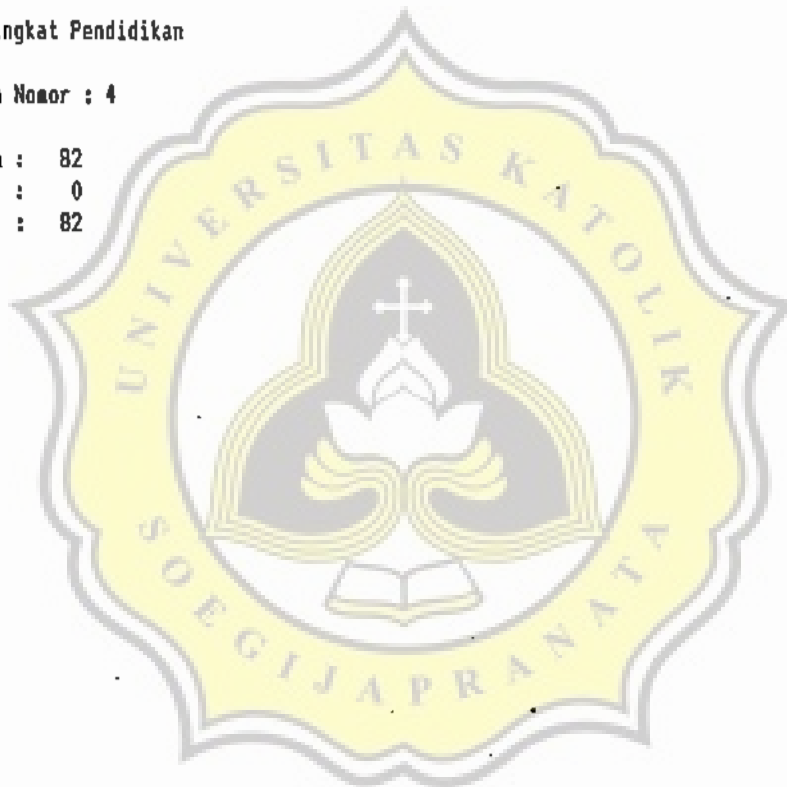 ngkat Pendidikan
Nomor : 4
: 82
: 0
: 82
UNIVERSITAS KATOLIK
SOEGIJAPRANATA